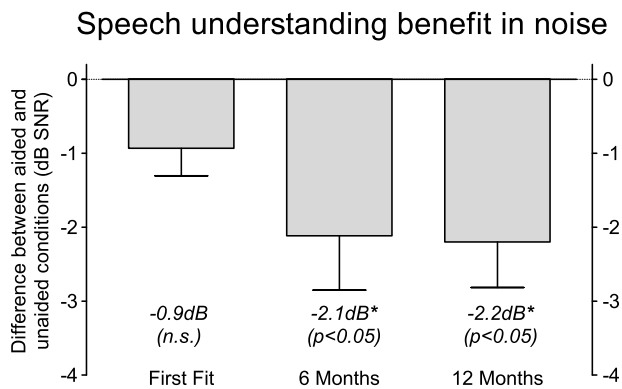 Speech understanding benefit in noise
Difference between aided and
unaided conditions (dB SNR)
0
-1
-2
-3
-4
0
-1
-2
-3
-4
-0.9dB
(n.s.)
-2.1dB*
(p<0.05)
-2.2dB*
(p<0.05)
First Fit
6 Months
12 Months